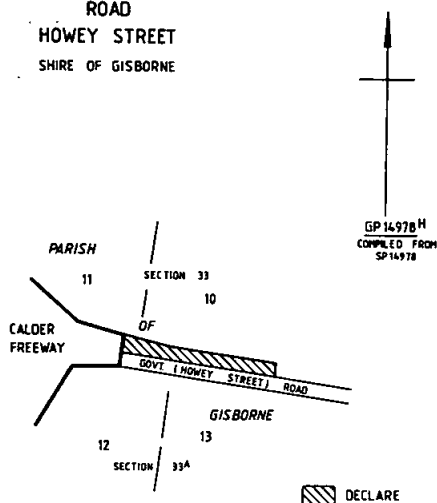 ROAD
HOWEY STREET
SHIRE OF GISBORNE
GP 14978 H
COMPILED FROM
SP 14978
PARISH
11
SECTION 33
10
OF
CALDER
FREEWAY
GOVT. (HOWEY STREET) ROAD
GISBORNE
13
12
SECTION 33A
DECLARE